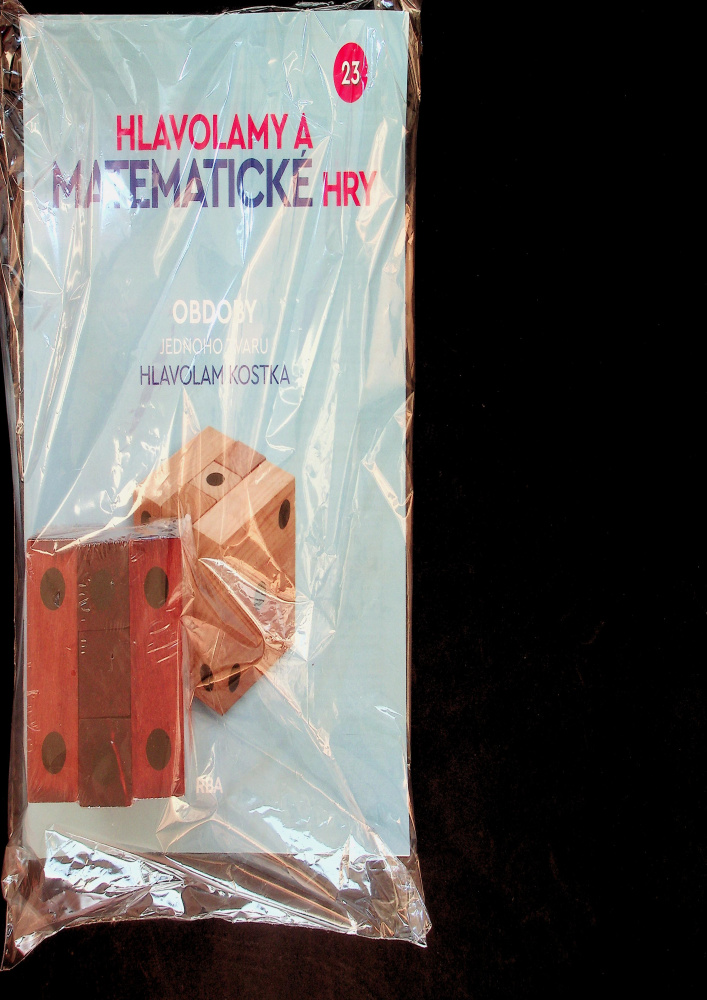 23
HLAVOLAMY A
MATEMATICKÉ HRY
OBDOBY
JEDNOHO TVARU
HLAVOLAM KOSTKA
RBA